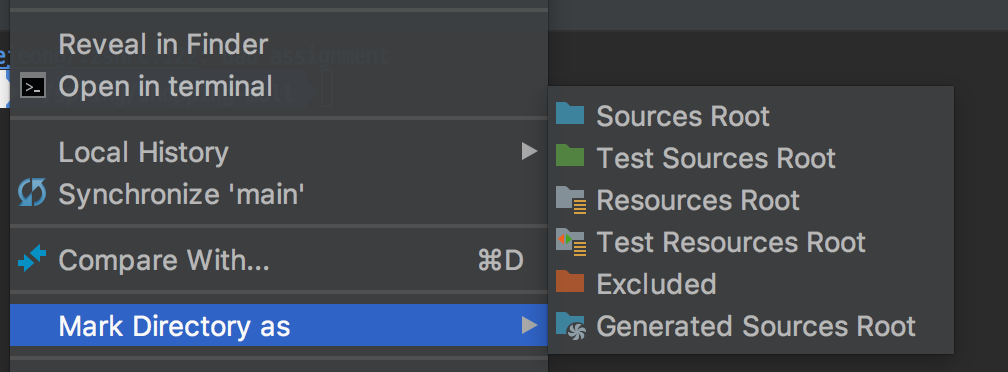 Reveal in Finder
assignment
Open in terminal
Local History
Synchronize 'main'
Compare With... ⌘D
Mark Directory as
Sources Root
Test Sources Root
Resources Root
Test Resources Root
Excluded
Generated Sources Root